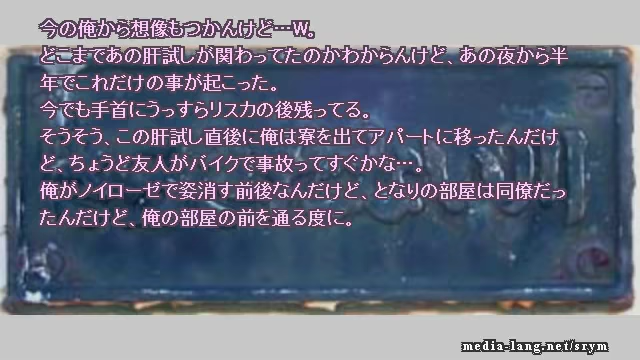 今の俺から想像もつかんけど…W。
どこまであの肝試しが関わってたのかわからんけど、あの夜から半
年でこれだけの事が起こった。
今でも手首にうっすらリスカの後残ってる。
そうそう、この肝試し直後に俺は寮を出てアパートに移ったんだけ
ど、ちょうど友人がバイクで事故ってすぐかな…。
俺がノイローゼで姿消す前後なんだけど、となりの部屋は同僚だっ
たんだけど、俺の部屋の前を通る度に。
media-lang.net/srym